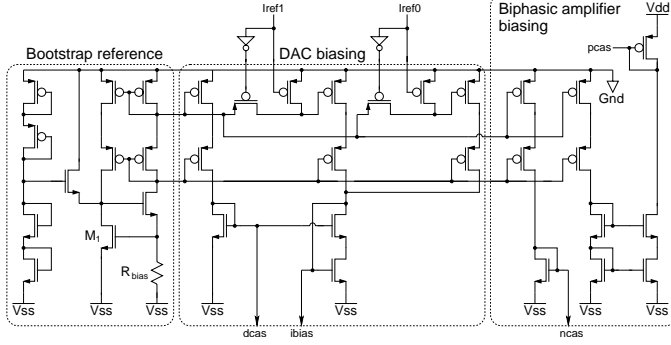 Iref1
Iref0
Biphasic amplifier
biasing
Vdd
Bootstrap reference
DAC biasing
pcas
Gnd
M1
Rbias
Vss
Vss
Vss
Vss
Vss
Vss
Vss
Vss
dcas
ibias
ncas